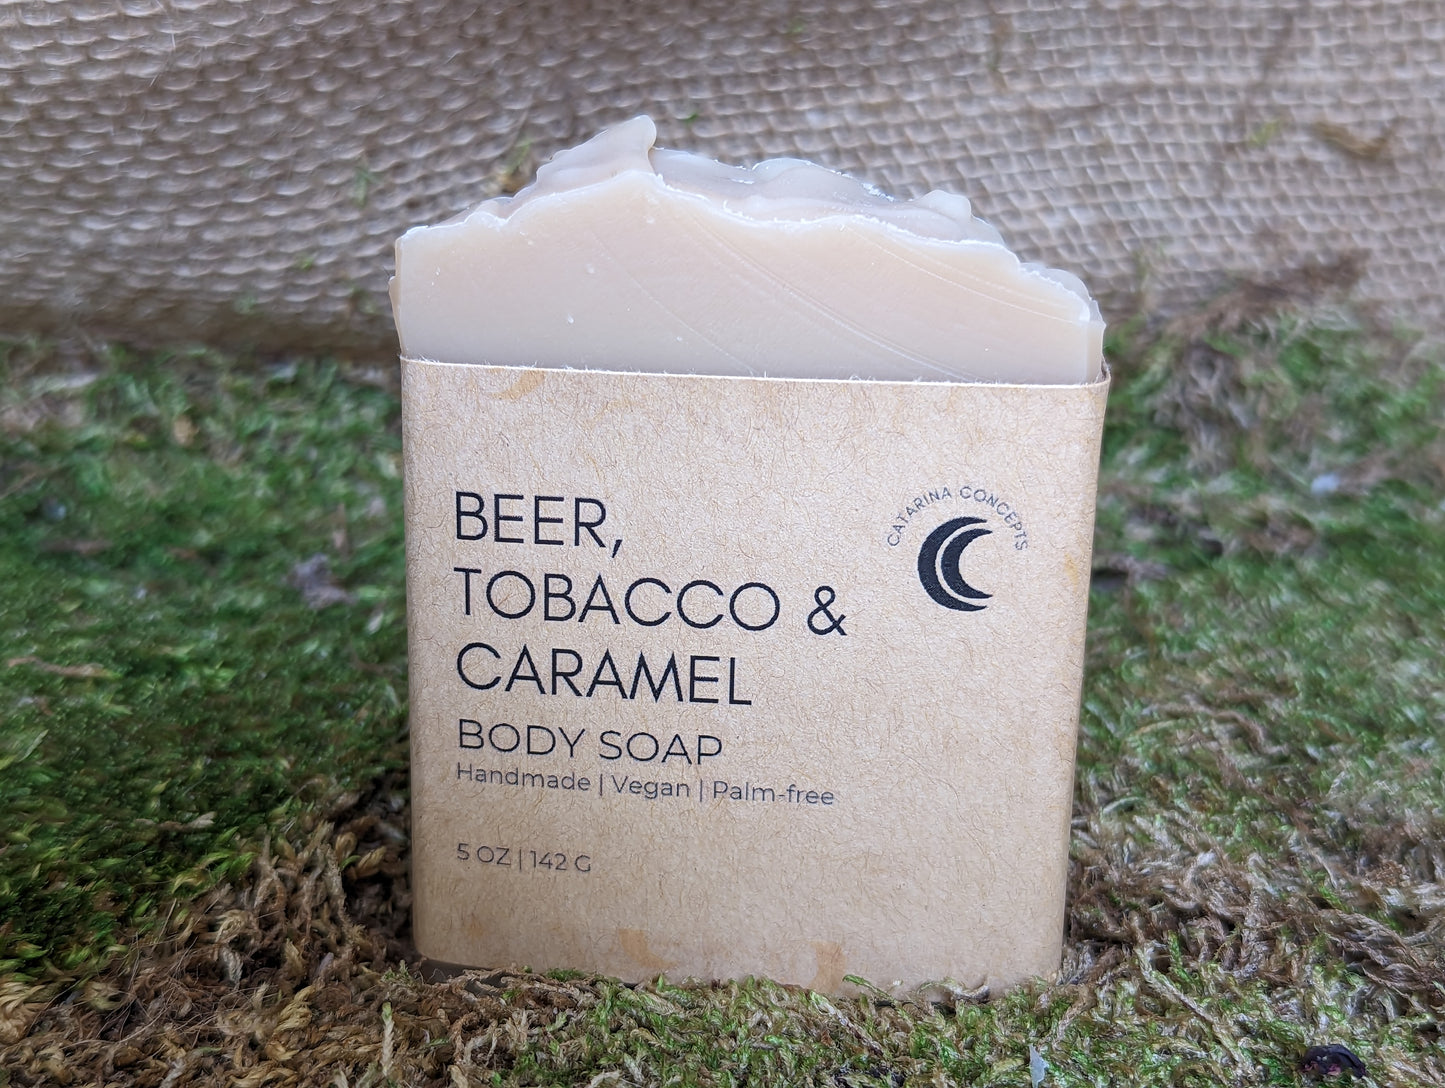 BEER,
TOBACCO &
CARAMEL
BODY SOAP
Handmade | Vegan | Palm-free
5 OZ | 142 G
CATARINA CONCEPTS